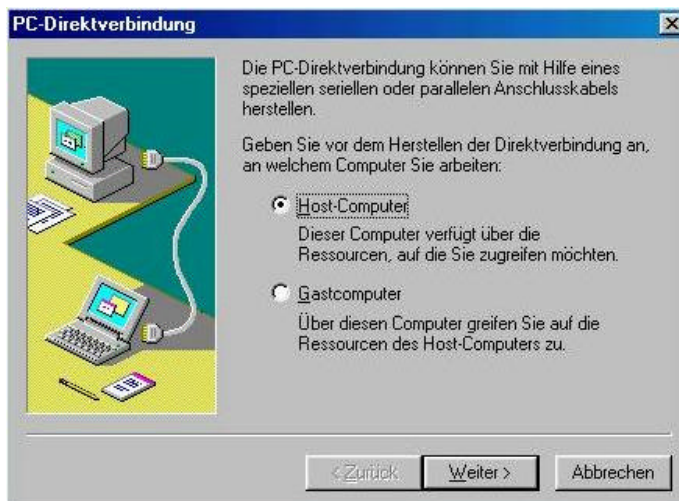 PC-Direktverbindung
Die PC-Direktverbindung können Sie mit Hilfe eines
speziellen seriellen oder parallelen Anschlusskabels
herstellen.
Geben Sie vor dem Herstellen der Direktverbindung an,
an welchem Computer Sie arbeiten:
Host-Computer
Dieser Computer verfügt über die
Ressourcen, auf die Sie zugreifen möchten.
Gastcomputer
Über diesen Computer greifen Sie auf die
Ressourcen des Host-Computers zu.
< Zurück
Weiter >
Abbrechen